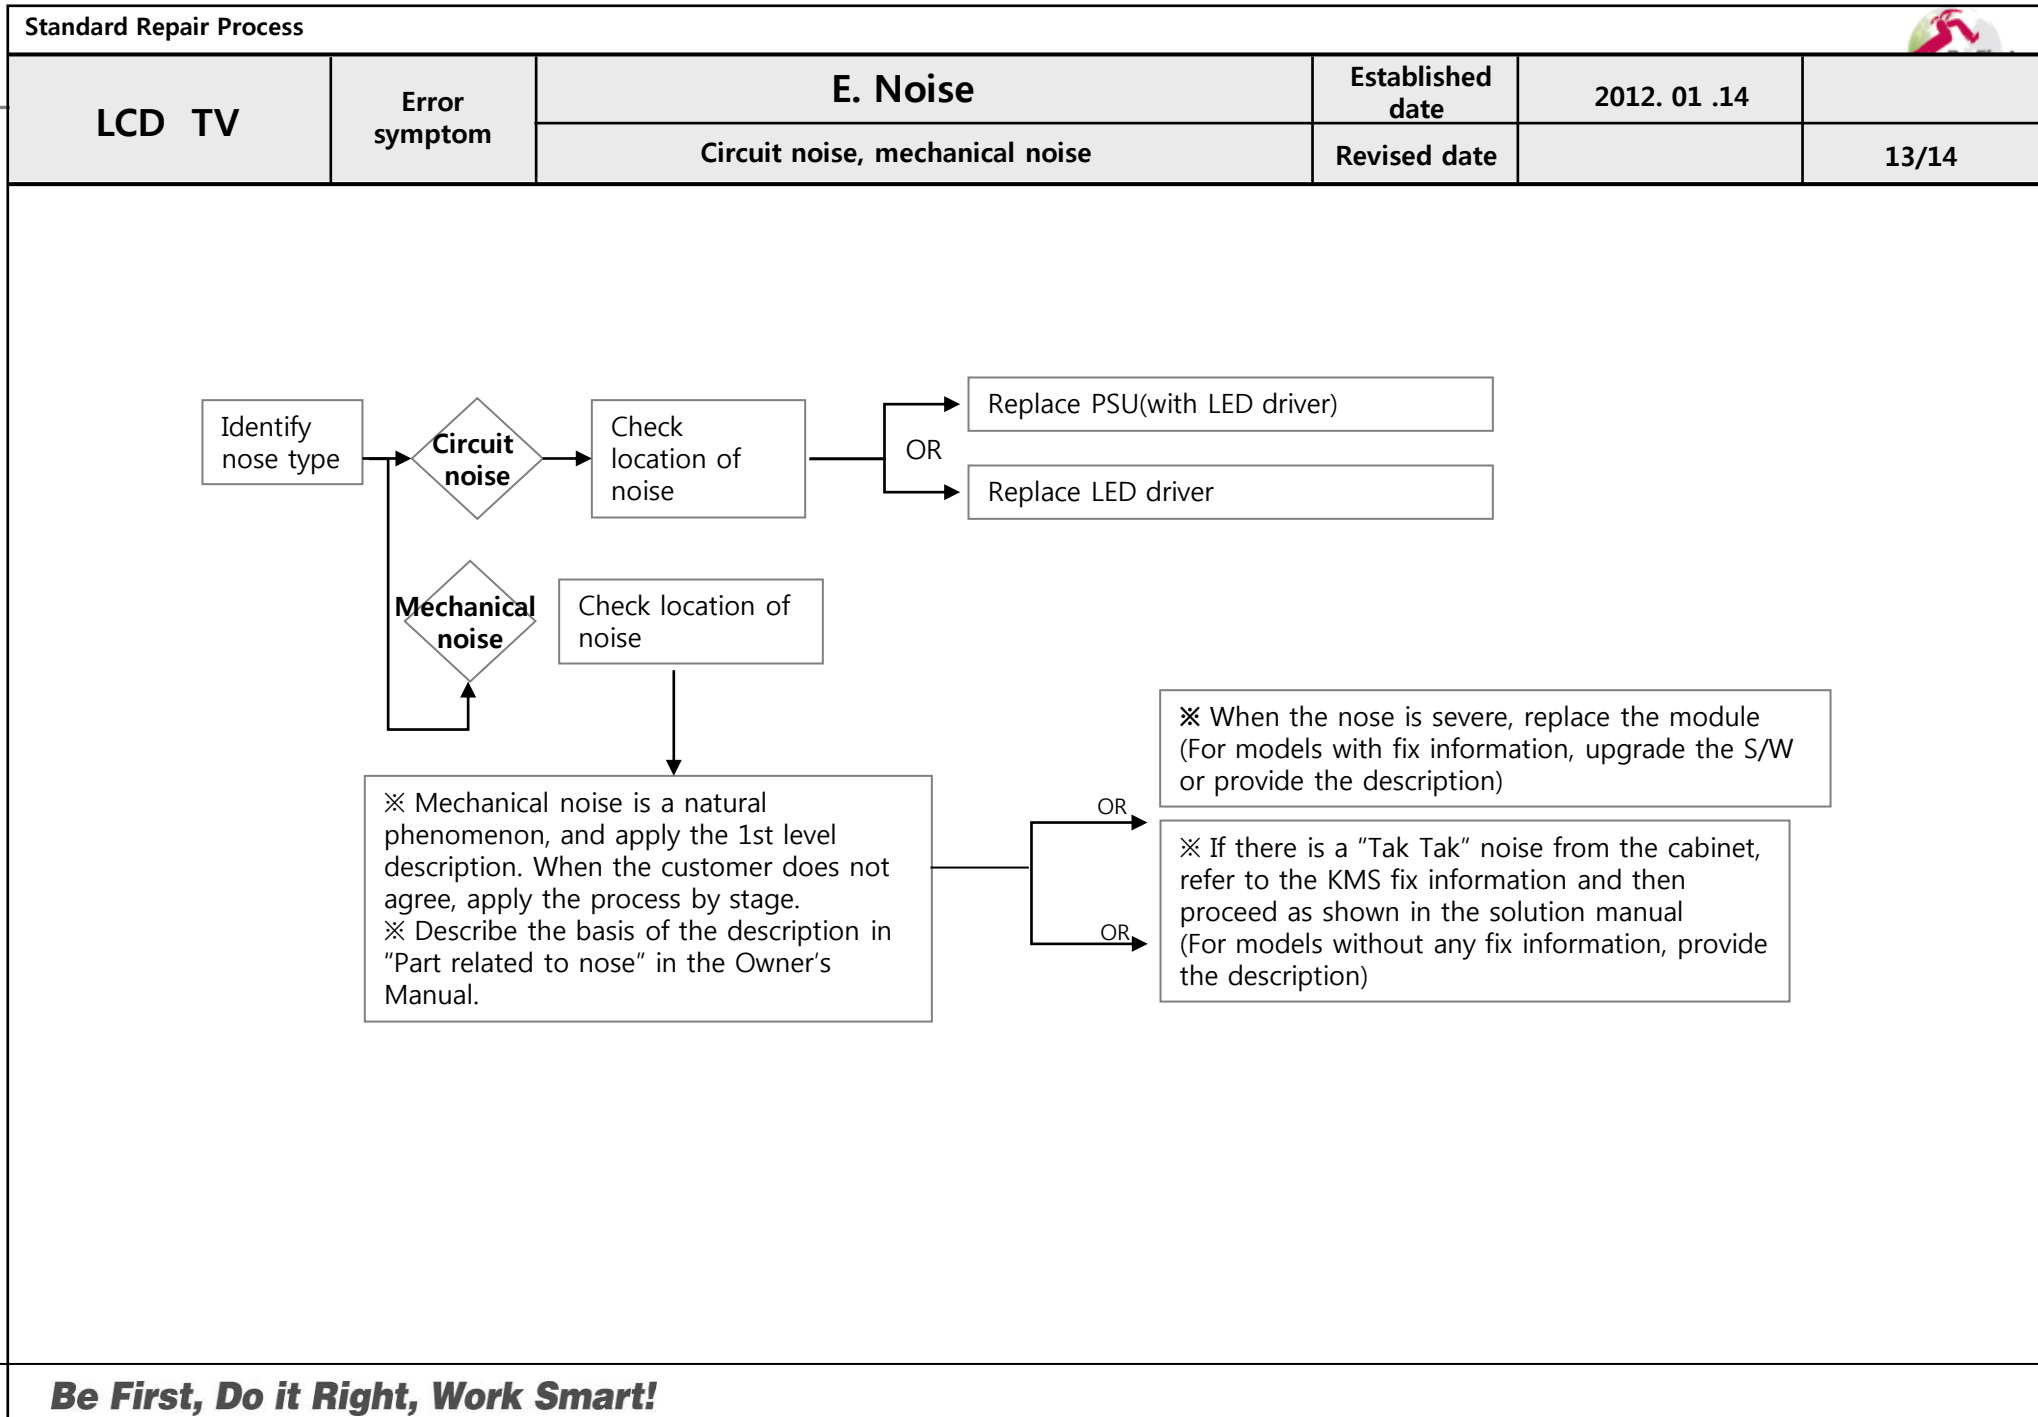 Standard Repair Process
LCD TV
Error
symptom
E. Noise
Circuit noise, mechanical noise
Established
date
2012. 01 .14
Revised date
13/14
Identify
nose type
Circuit
noise
Check
location of
noise
OR
Replace PSU(with LED driver)
Replace LED driver
Mechanical
noise
Check location of
noise
※ Mechanical noise is a natural
phenomenon, and apply the 1st level
description. When the customer does not
agree, apply the process by stage.
※ Describe the basis of the description in
“Part related to nose” in the Owner’s
Manual.
OR
OR
※ When the nose is severe, replace the module
(For models with fix information, upgrade the S/W
or provide the description)
※ If there is a “Tak Tak” noise from the cabinet,
refer to the KMS fix information and then
proceed as shown in the solution manual
(For models without any fix information, provide
the description)
Be First, Do it Right, Work Smart!